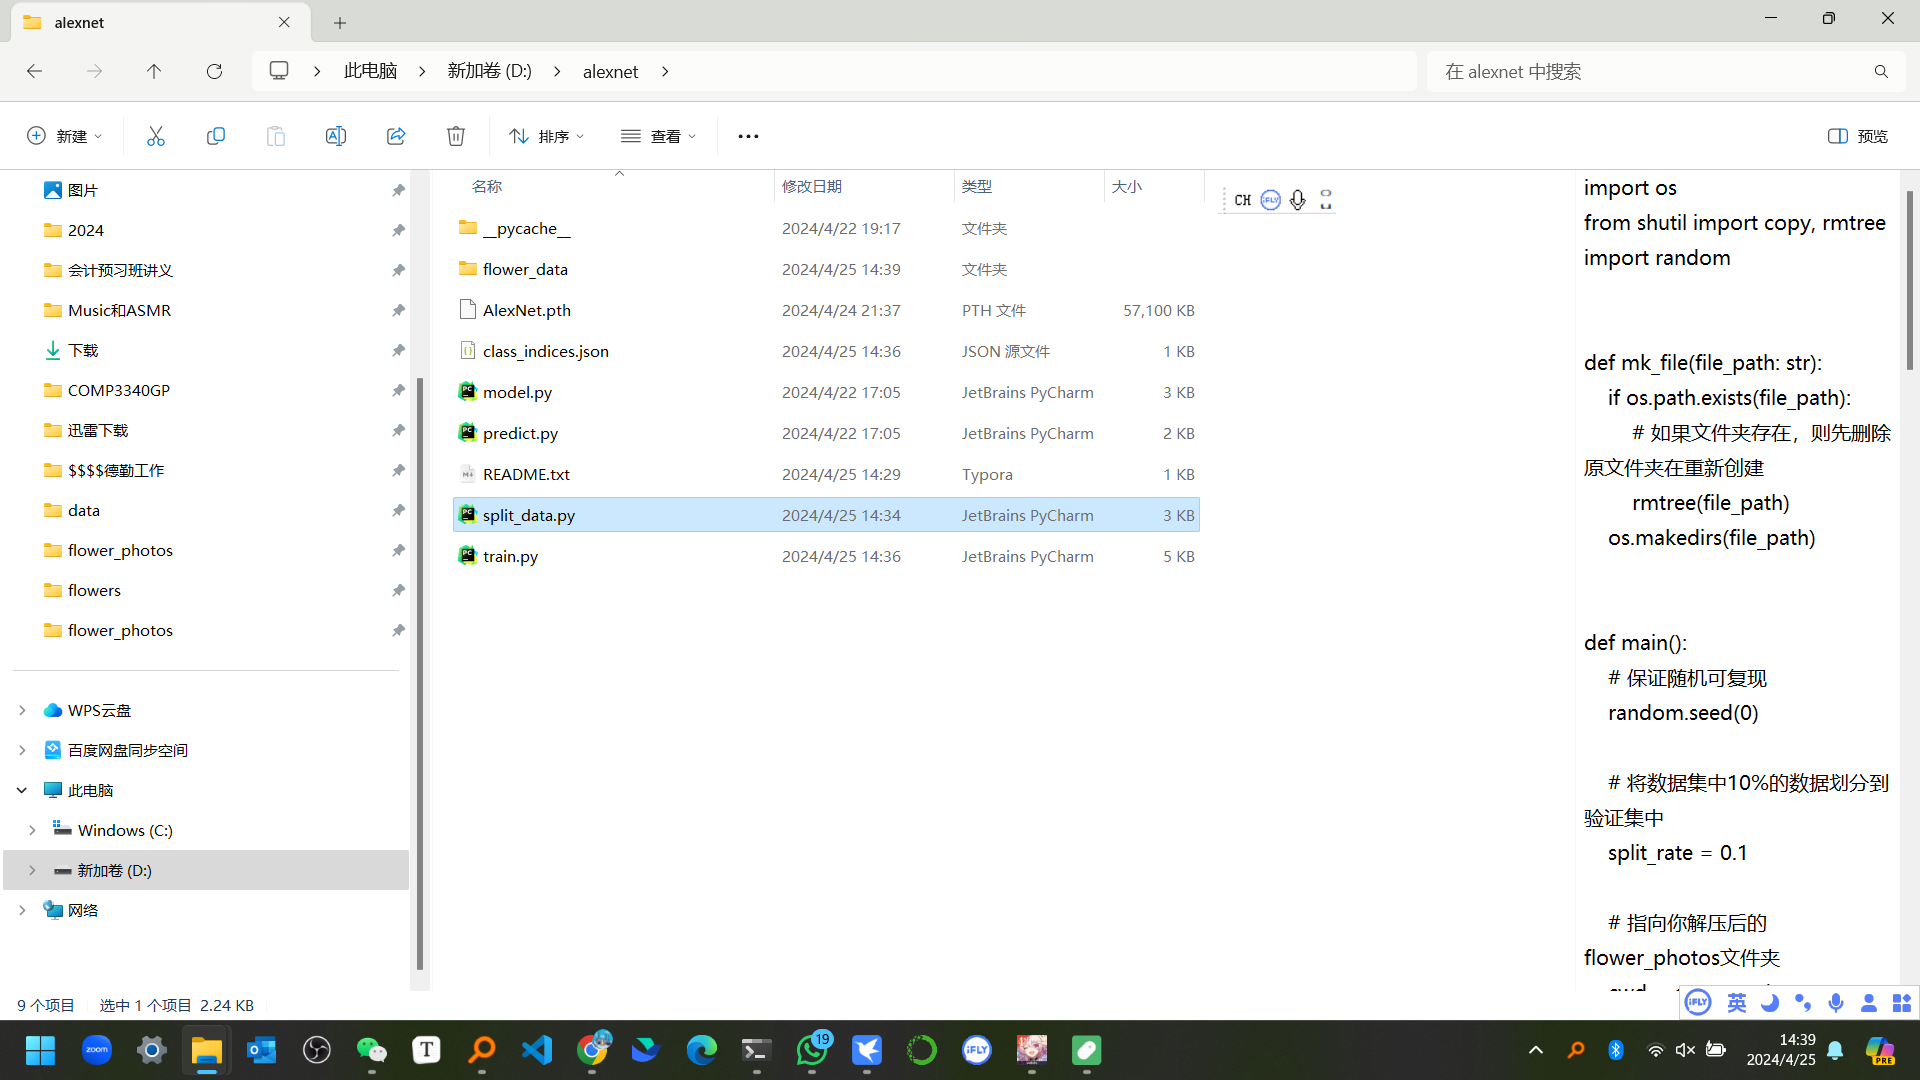 alexnet
此电脑
新加卷 (D:)
alexnet
在 alexnet 中搜索
新建
排序
查看
预览
图片
2024
会计预习班讲义
Music和ASMR
下载
COMP3340GP
迅雷下载
$$$$德勤工作
data
flower_photos
flowers
flower_photos
WPS云盘
百度网盘同步空间
此电脑
Windows (C:)
新加卷 (D:)
网络
名称 修改日期 类型 大小
__pycache__ 2024/4/22 19:17 文件夹
flower_data 2024/4/25 14:39 文件夹
AlexNet.pth 2024/4/24 21:37 PTH 文件 57,100 KB
class_indices.json 2024/4/25 14:36 JSON 源文件 1 KB
model.py 2024/4/22 17:05 JetBrains PyCharm 3 KB
predict.py 2024/4/22 17:05 JetBrains PyCharm 2 KB
README.txt 2024/4/25 14:29 Typora 1 KB
split_data.py 2024/4/25 14:34 JetBrains PyCharm 3 KB
train.py 2024/4/25 14:36 JetBrains PyCharm 5 KB
CH iFLY
import os
from shutil import copy, rmtree
import random
def mk_file(file_path: str):
if os.path.exists(file_path):
# 如果文件夹存在，则先删除
原文件夹在重新创建
rmtree(file_path)
os.makedirs(file_path)
def main():
# 保证随机可复现
random.seed(0)
# 将数据集中10%的数据划分到
验证集中
split_rate = 0.1
# 指向你解压后的
flower_photos文件夹
iFLY 英
9 个项目 选中 1 个项目 2.24 KB
zoom
T
19
iFLY
14:39
2024/4/25
PRE